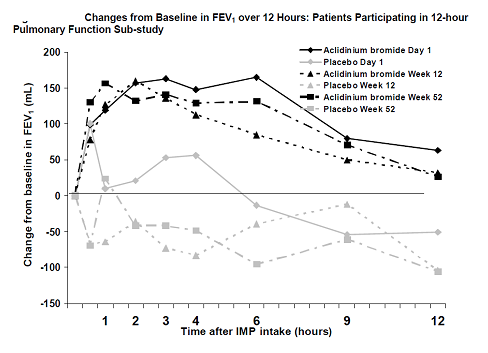 Changes from Baseline in FEV1 over 12 Hours: Patients Participating in 12-hour
Pulmonary Function Sub-study
200
150
100
50
0
-50
-100
-150
Change from baseline in FEV1 (mL)
Aclidinium bromide Day 1
Placebo Day 1
Aclidinium bromide Week 12
Placebo Week 12
Aclidinium bromide Week 52
Placebo Week 52
1 2 3 4 6 9 12
Time after IMP intake (hours)